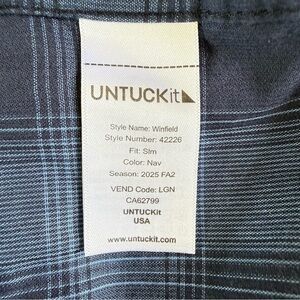 UNTUCKit
Style Name: Winfield
Style Number: 42226
Fit: Slm
Color: Nav
Season: 2025 FA2
VEND Code: LGN
CA62799
UNTUCKit
USA
www.untuckit.com